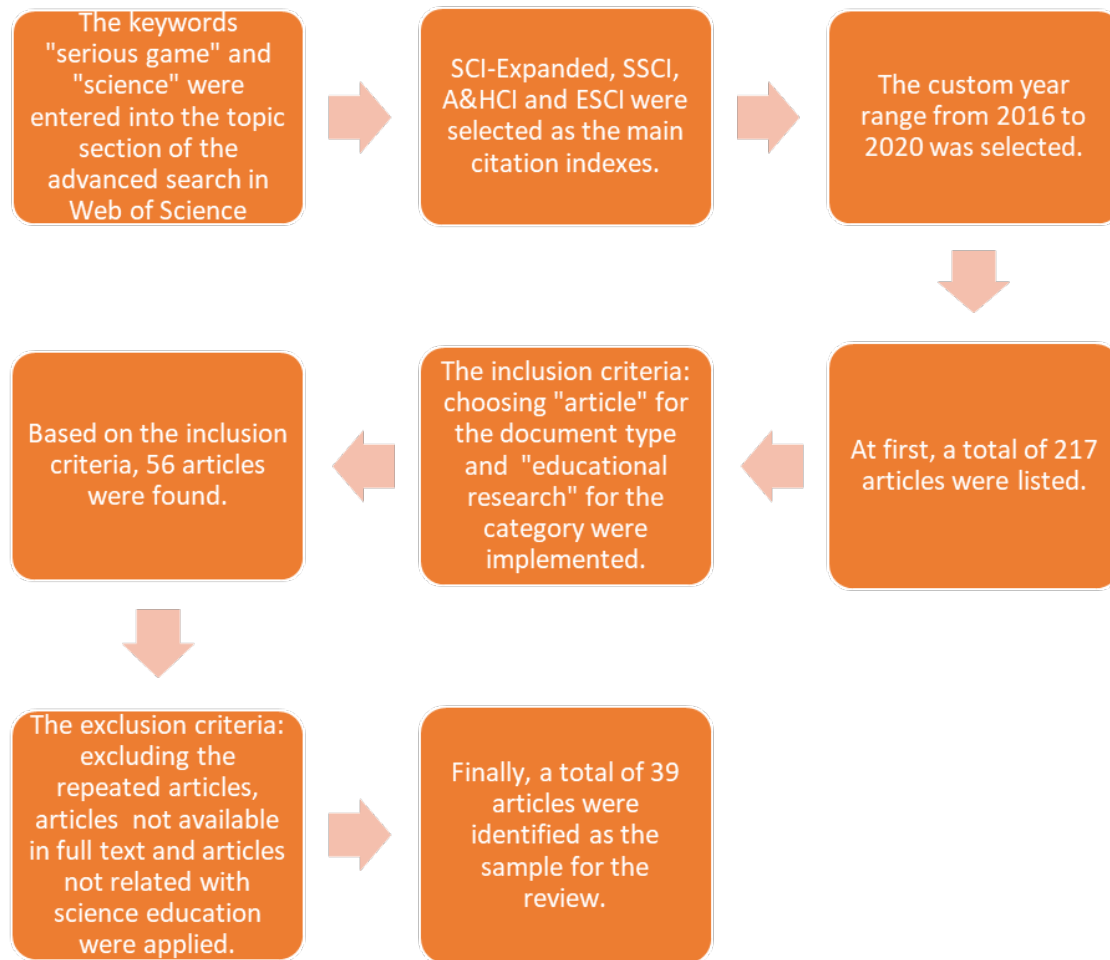 The keywords
"serious game" and
"science" were
entered into the topic
section of the
advanced search in
Web of Science
SCI-Expanded, SSCI,
A&HCI and ESCI were
selected as the main
citation indexes.
The custom year
range from 2016 to
2020 was selected.
At first, a total of 217
articles were listed.
The inclusion criteria:
choosing "article" for
the document type
and "educational
research" for the
category were
implemented.
Based on the inclusion
criteria, 56 articles
were found.
The exclusion criteria:
excluding the
repeated articles,
articles not available
in full text and articles
not related with
science education
were applied.
Finally, a total of 39
articles were
identified as the
sample for the
review.